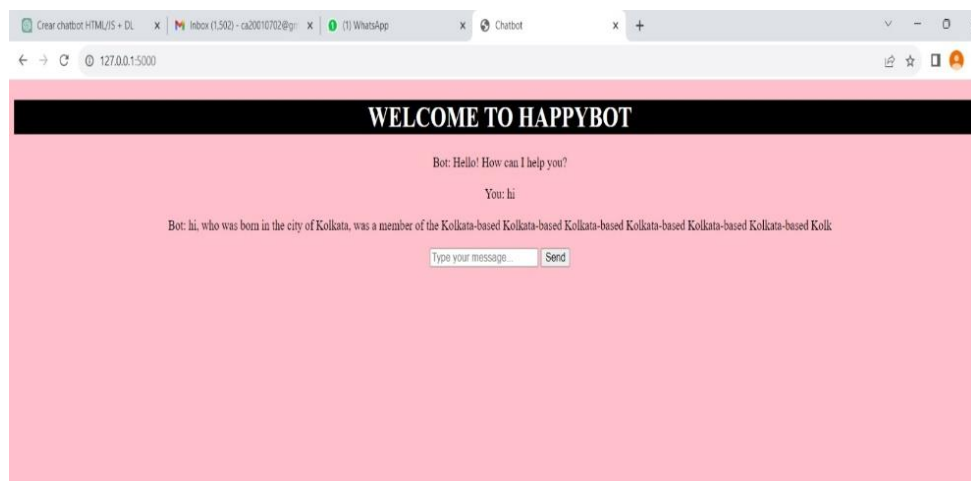 Crear chatbot HTML/JS + DL
Inbox (1,502) - ca20010702@gm
(1) WhatsApp
Chatbot
127.0.0.1:5000
WELCOME TO HAPPYBOT
Bot: Hello! How can I help you?
You: hi
Bot: hi, who was born in the city of Kolkata, was a member of the Kolkata-based Kolkata-based Kolkata-based Kolkata-based Kolkata-based Kolkata-based Kolk
Type your message... Send